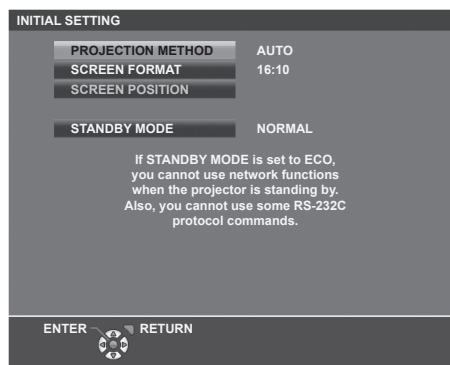 INITIAL SETTING
PROJECTION METHOD AUTO
SCREEN FORMAT 16:10
SCREEN POSITION
STANDBY MODE NORMAL
If STANDBY MODE is set to ECO,
you cannot use network functions
when the projector is standing by.
Also, you cannot use some RS-232C
protocol commands.
ENTER RETURN